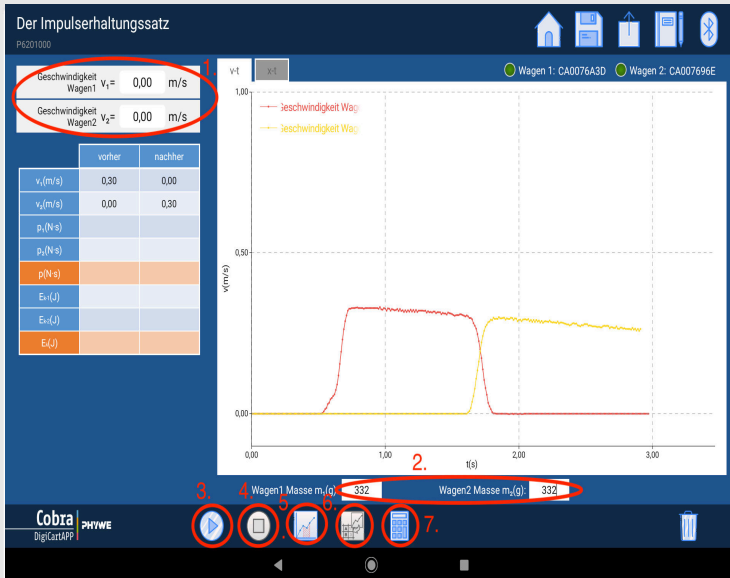 Der Impulserhaltungssatz
P6201000
1.
Geschwindigkeit Wagen1 v₁= 0,00 m/s
Geschwindigkeit Wagen2 v₂= 0,00 m/s
v-t x-t
Wagen 1: CA0076A3D Wagen 2: CA007696E
vorher nachher
v₁(m/s) 0,30 0,00
v₂(m/s) 0,00 0,30
p₁(N·s)
p₂(N·s)
p(N·s)
Eₖ₁(J)
Eₖ₂(J)
Eₖ(J)
Geschwindigkeit Wag
Geschwindigkeit Wag
1,00
0,50
0,00
v(m/s)
0,00 1,00 2,00 3,00
t(s)
2.
Wagen1 Masse m₁(g): 332 Wagen2 Masse m₂(g): 332
3. 4. 5. 6. 7.
Cobra PHYWE
DigiCartAPP